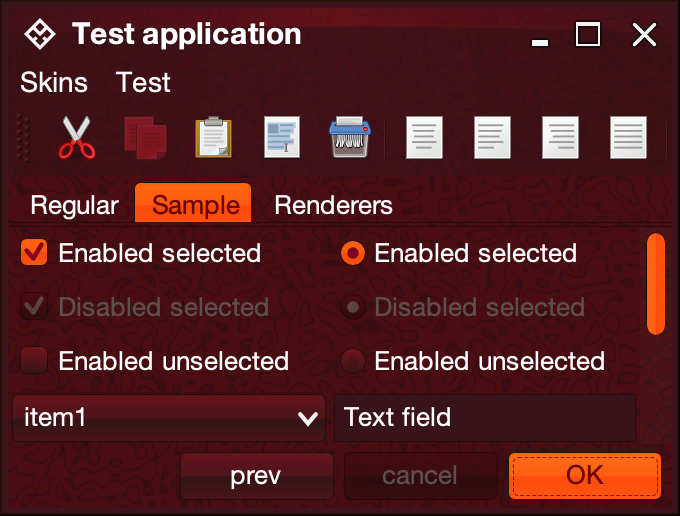 Test application
Skins Test
Regular Sample Renderers
Enabled selected Enabled selected
Disabled selected Disabled selected
Enabled unselected Enabled unselected
item1 Text field
prev cancel OK